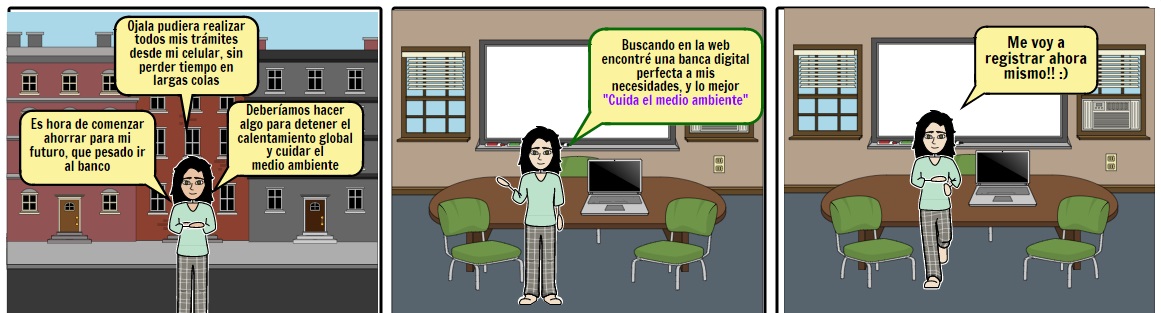 Ojala pudiera realizar
todos mis trámites
desde mi celular, sin
perder tiempo en
largas colas
Es hora de comenzar
ahorrar para mi
futuro, que pesado ir
al banco
Deberíamos hacer
algo para detener el
calentamiento global
y cuidar el
medio ambiente
Buscando en la web
encontré una banca digital
perfecta a mis
necesidades, y lo mejor
"Cuida el medio ambiente"
Me voy a
registrar ahora
mismo!! :)